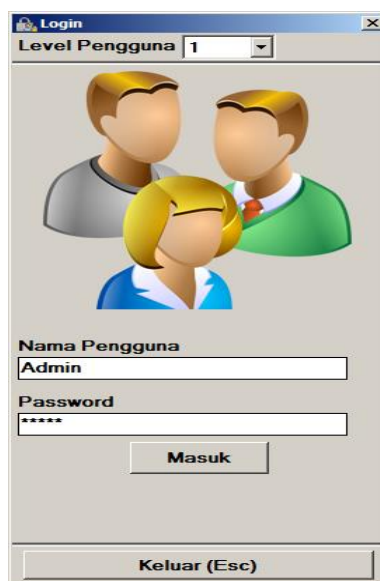 Login
Level Pengguna 1
Nama Pengguna
Admin
Password
*****
Masuk
Keluar (Esc)